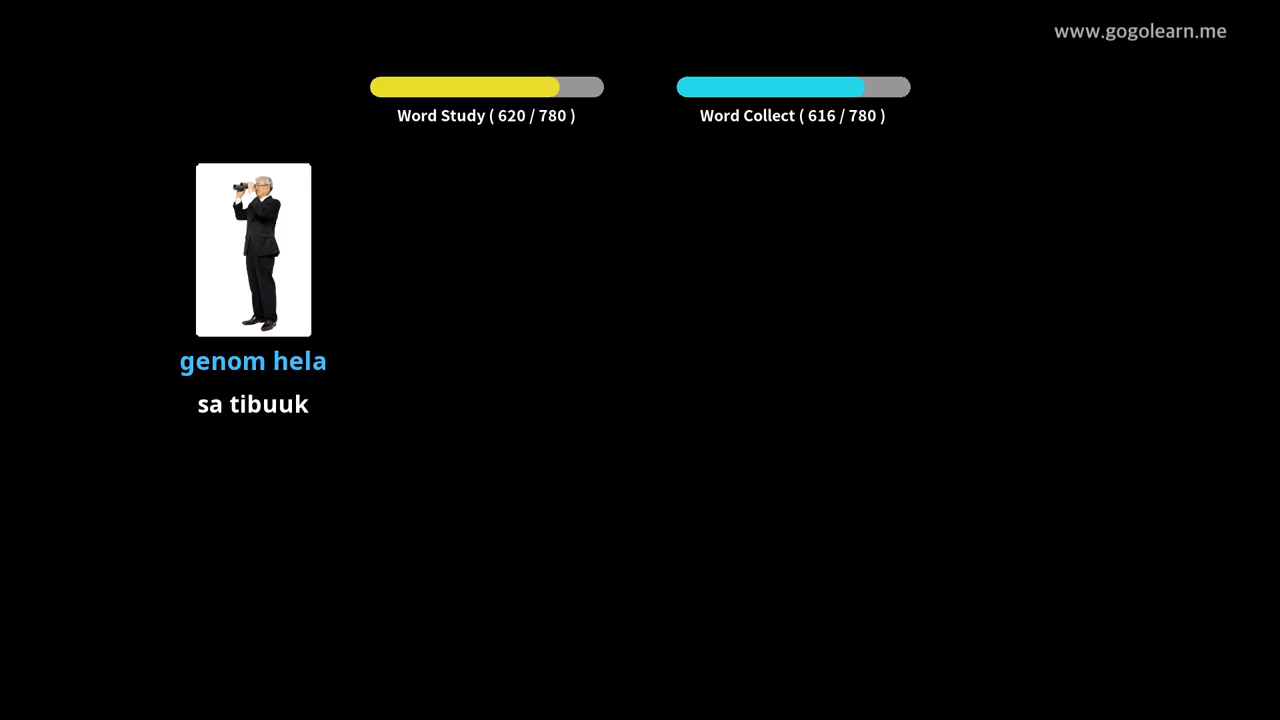 www.gogolearn.me
Word Study ( 620 / 780 )
Word Collect ( 616 / 780 )
genom hela
sa tibuuk